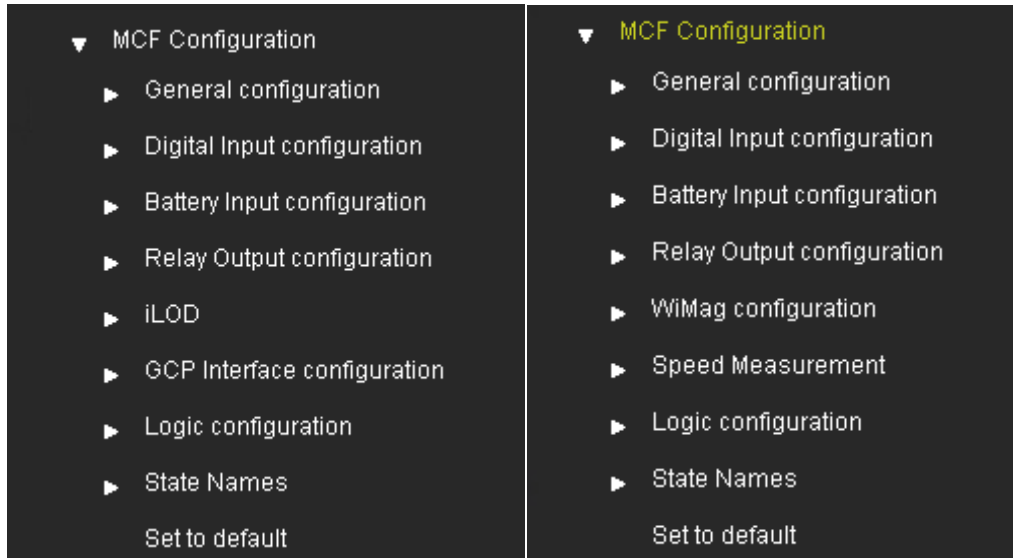 MCF Configuration
General configuration
Digital Input configuration
Battery Input configuration
Relay Output configuration
iLOD
GCP Interface configuration
Logic configuration
State Names
Set to default
MCF Configuration
General configuration
Digital Input configuration
Battery Input configuration
Relay Output configuration
WiMag configuration
Speed Measurement
Logic configuration
State Names
Set to default